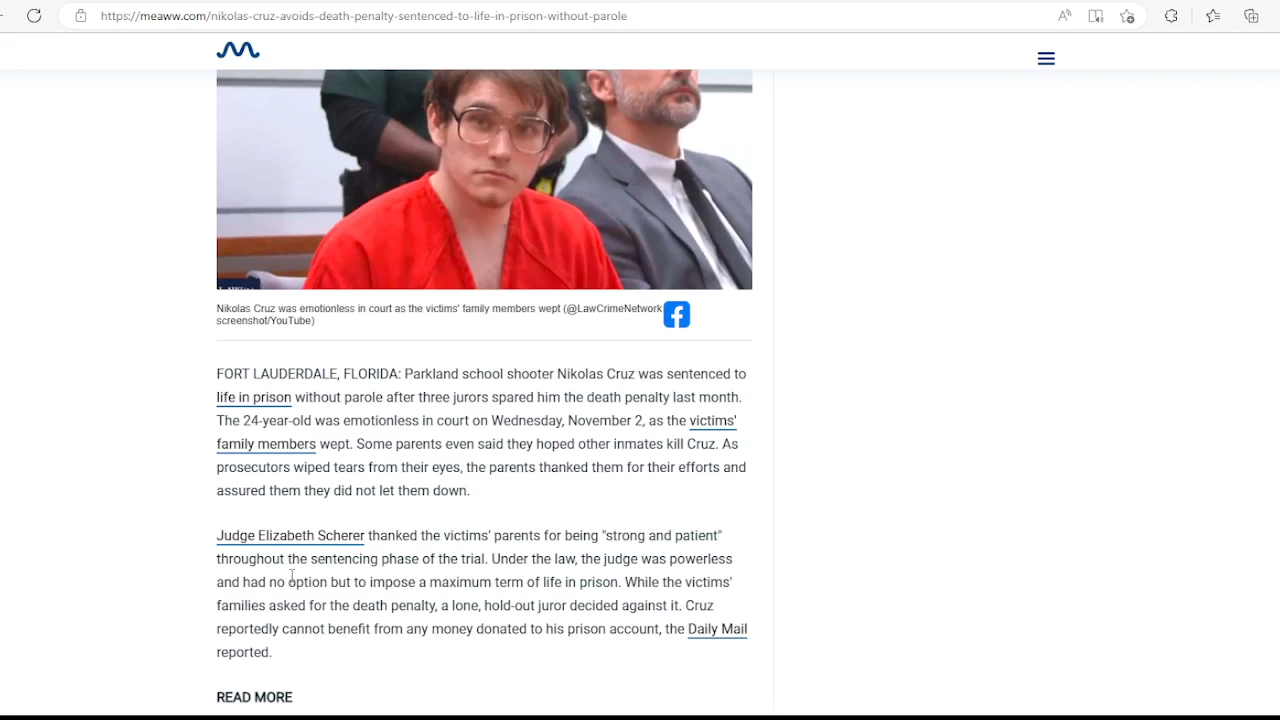 https://meaww.com/nikolas-cruz-avoids-death-penalty-sentenced-to-life-in-prison-without-parole
Nikolas Cruz was emotionless in court as the victims' family members wept (@LawCrimeNetwork
screenshot/YouTube)
FORT LAUDERDALE, FLORIDA: Parkland school shooter Nikolas Cruz was sentenced to
life in prison without parole after three jurors spared him the death penalty last month.
The 24-year-old was emotionless in court on Wednesday, November 2, as the victims'
family members wept. Some parents even said they hoped other inmates kill Cruz. As
prosecutors wiped tears from their eyes, the parents thanked them for their efforts and
assured them they did not let them down.
Judge Elizabeth Scherer thanked the victims' parents for being "strong and patient"
throughout the sentencing phase of the trial. Under the law, the judge was powerless
and had no option but to impose a maximum term of life in prison. While the victims'
families asked for the death penalty, a lone, hold-out juror decided against it. Cruz
reportedly cannot benefit from any money donated to his prison account, the Daily Mail
reported.
READ MORE